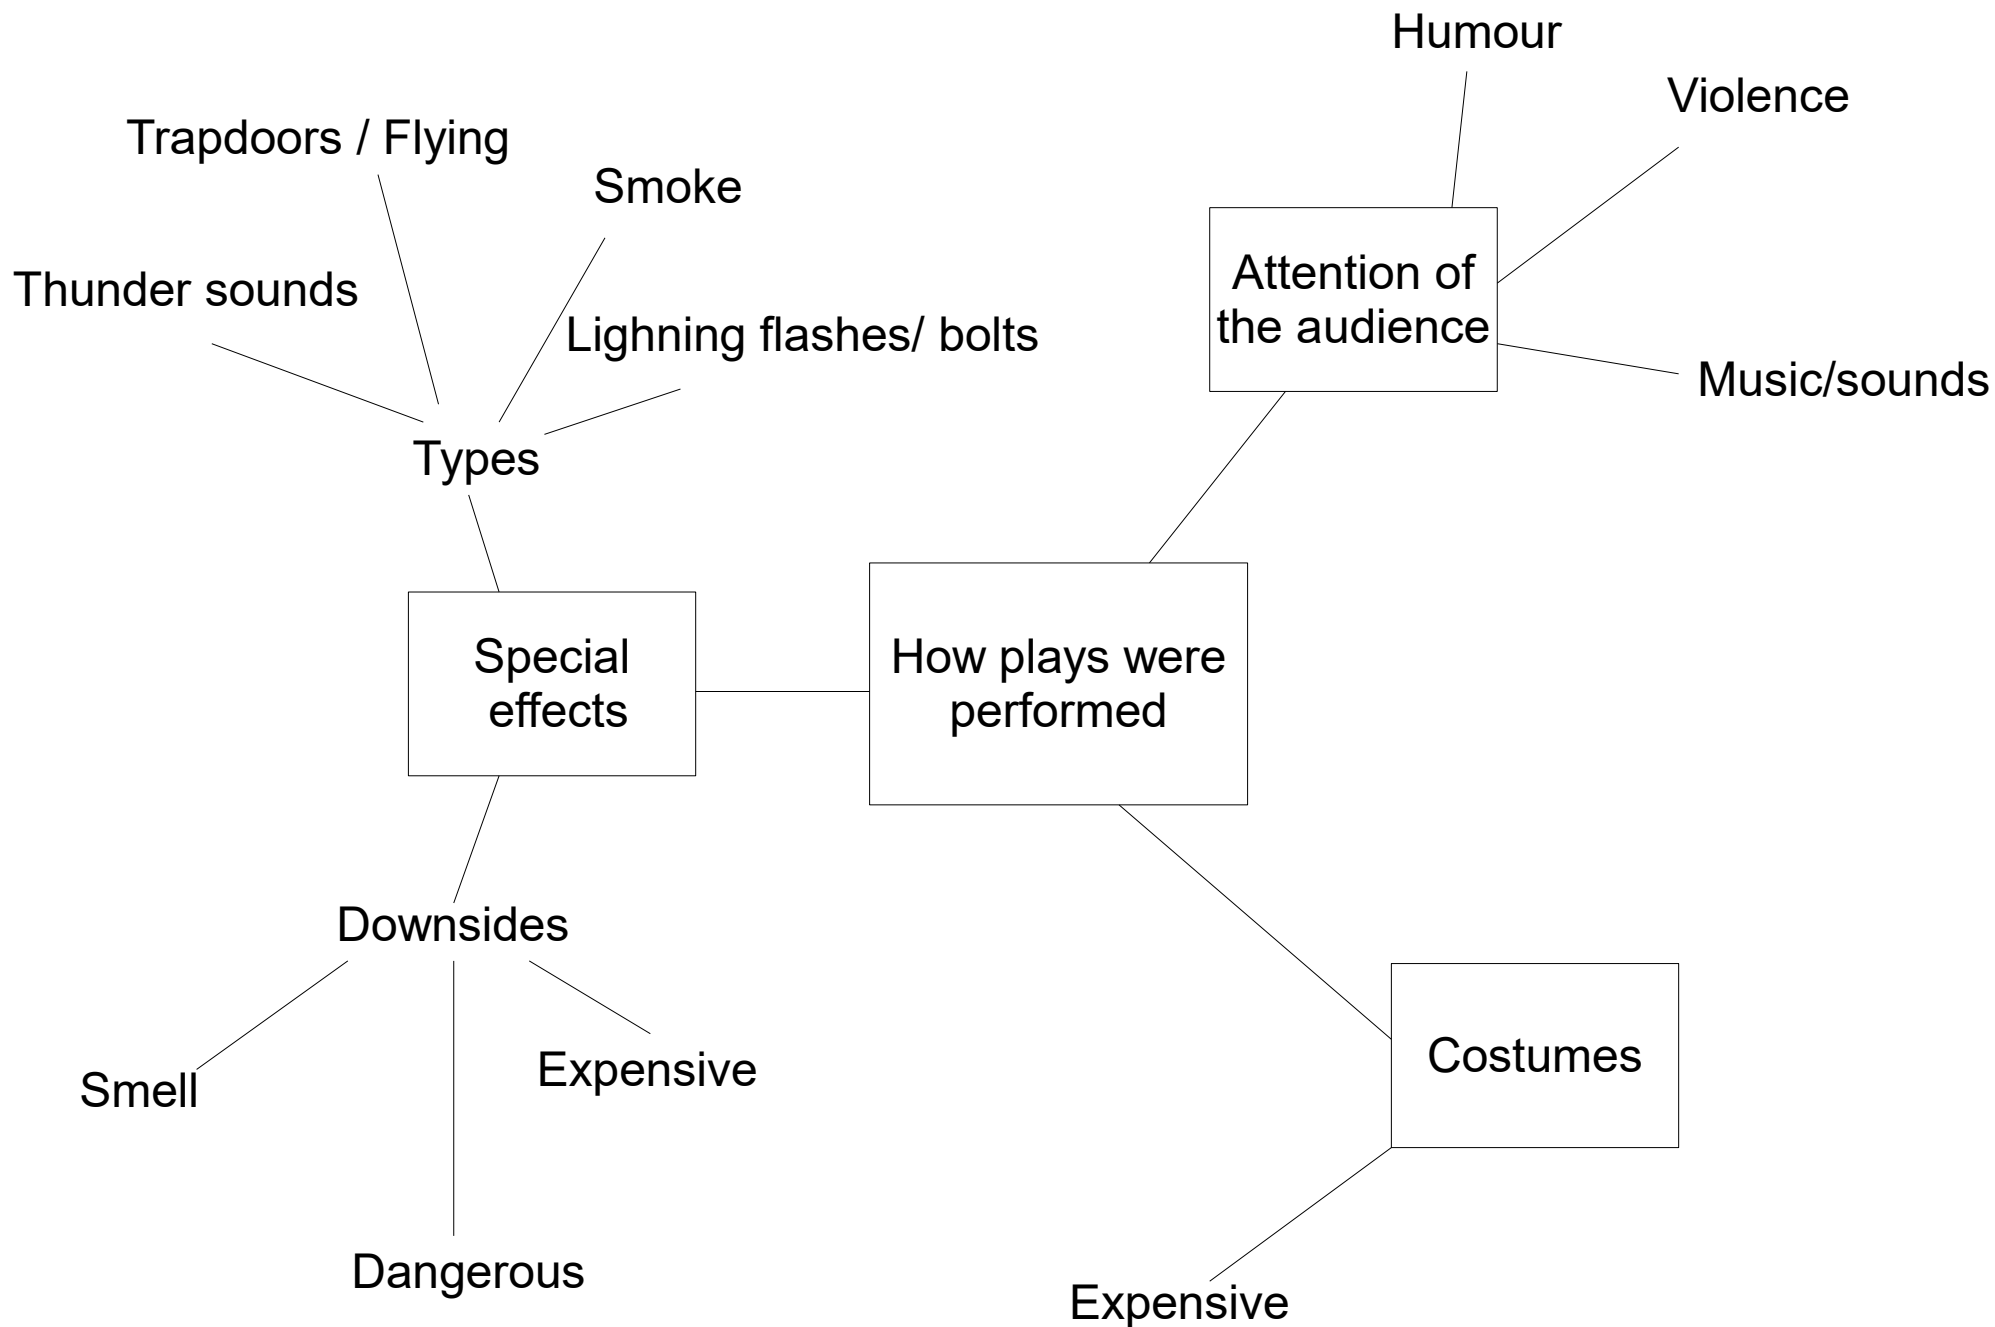 Humour
Violence
Trapdoors / Flying
Smoke
Thunder sounds
Lighning flashes/ bolts
Attention of
the audience
Music/sounds
Types
Special
effects
How plays were
performed
Downsides
Smell
Expensive
Dangerous
Costumes
Expensive